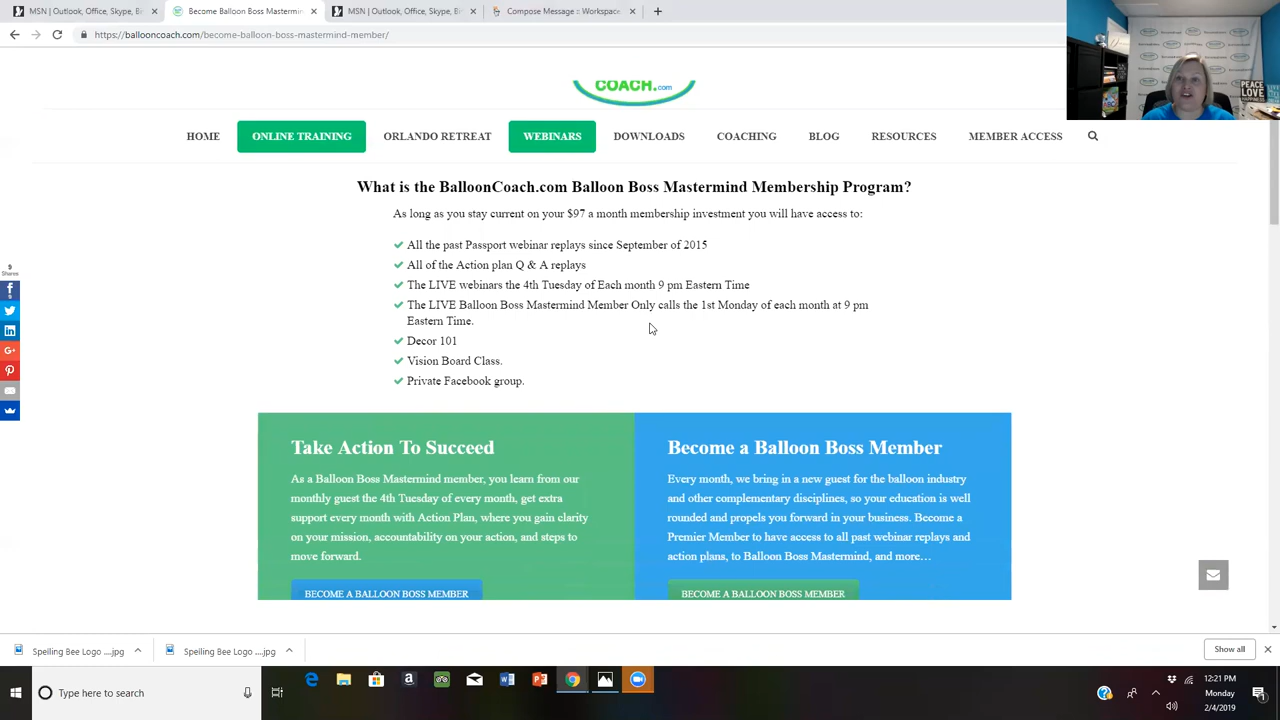 MSN | Outlook, Office, Skype, Bi
Become Balloon Boss Mastermin
MSN | Outlook, Office, Skype, Bi
Compose Message :: Workspace
https://ballooncoach.com/become-balloon-boss-mastermind-member/
COACH.com
HOME
ONLINE TRAINING
ORLANDO RETREAT
WEBINARS
DOWNLOADS
COACHING
BLOG
RESOURCES
MEMBER ACCESS
PEACE
LOVE
What is the BalloonCoach.com Balloon Boss Mastermind Membership Program?
As long as you stay current on your $97 a month membership investment you will have access to:
All the past Passport webinar replays since September of 2015
All of the Action plan Q & A replays
The LIVE webinars the 4th Tuesday of Each month 9 pm Eastern Time
The LIVE Balloon Boss Mastermind Member Only calls the 1st Monday of each month at 9 pm
Eastern Time.
Decor 101
Vision Board Class.
Private Facebook group.
9
Share
9
Take Action To Succeed
As a Balloon Boss Mastermind member, you learn from our
monthly guest the 4th Tuesday of every month, get extra
support every month with Action Plan, where you gain clarity
on your mission, accountability on your action, and steps to
move forward.
BECOME A BALLOON BOSS MEMBER
Become a Balloon Boss Member
Every month, we bring in a new guest for the balloon industry
and other complementary disciplines, so your education is well
rounded and propels you forward in your business. Become a
Premier Member to have access to all past webinar replays and
action plans, to Balloon Boss Mastermind, and more…
BECOME A BALLOON BOSS MEMBER
Spelling Bee Logo ....jpg
Spelling Bee Logo ....jpg
Show all
Type here to search
12:21 PM
Monday
2/4/2019